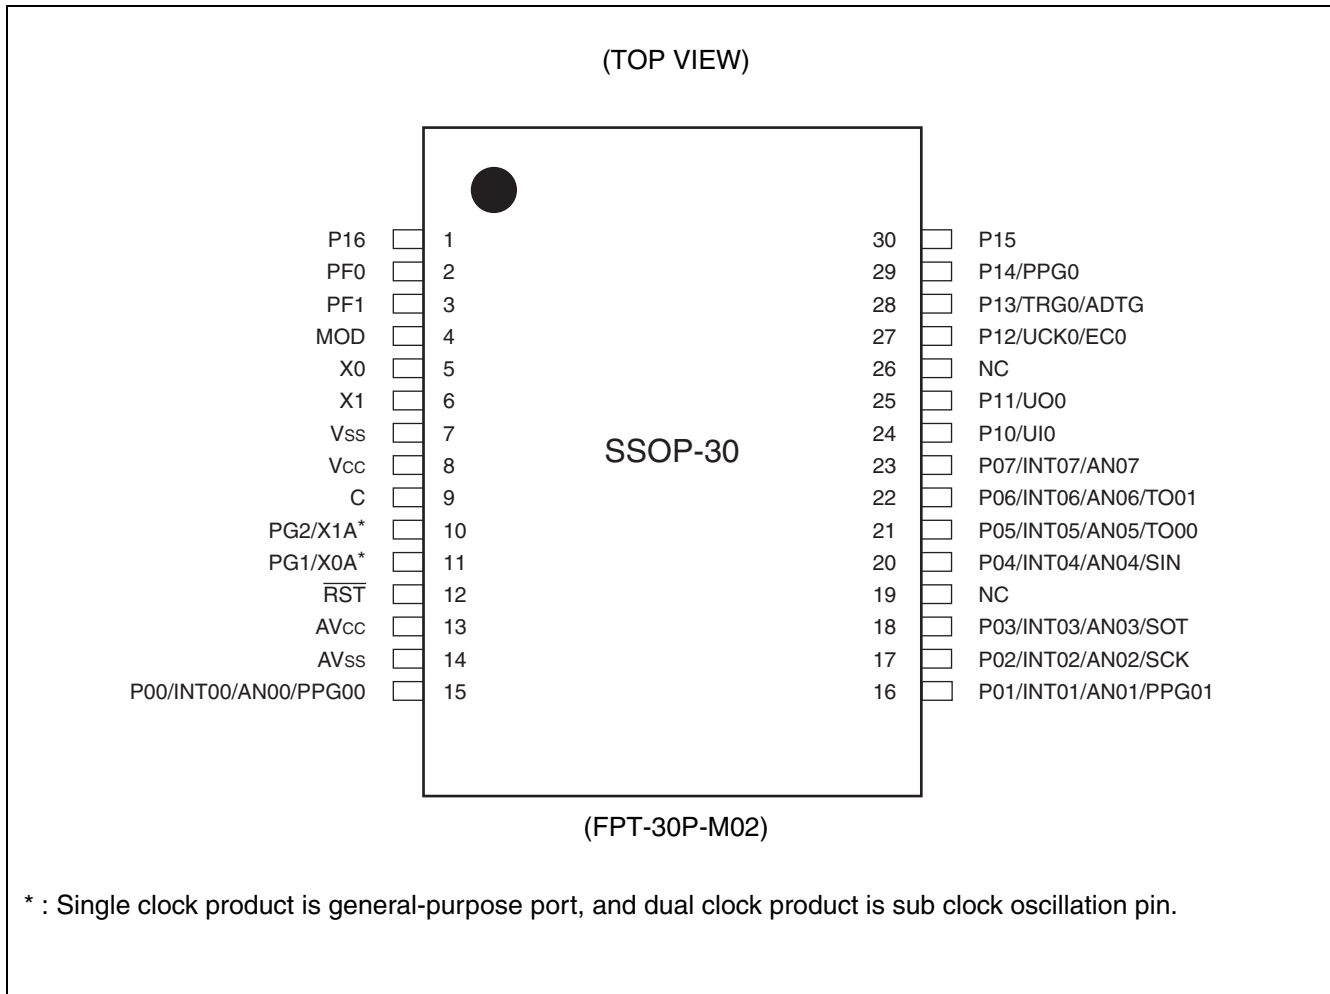 (TOP VIEW)
P16 1 30 P15
PF0 2 29 P14/PPG0
PF1 3 28 P13/TRG0/ADTG
MOD 4 27 P12/UCK0/EC0
X0 5 26 NC
X1 6 25 P11/UO0
Vss 7 24 P10/UI0
Vcc 8 23 P07/INT07/AN07
C 9 22 P06/INT06/AN06/TO01
PG2/X1A* 10 21 P05/INT05/AN05/TO00
PG1/X0A* 11 20 P04/INT04/AN04/SIN
RST 12 19 NC
AVcc 13 18 P03/INT03/AN03/SOT
AVss 14 17 P02/INT02/AN02/SCK
P00/INT00/AN00/PPG00 15 16 P01/INT01/AN01/PPG01
SSOP-30
(FPT-30P-M02)
* : Single clock product is general-purpose port, and dual clock product is sub clock oscillation pin.